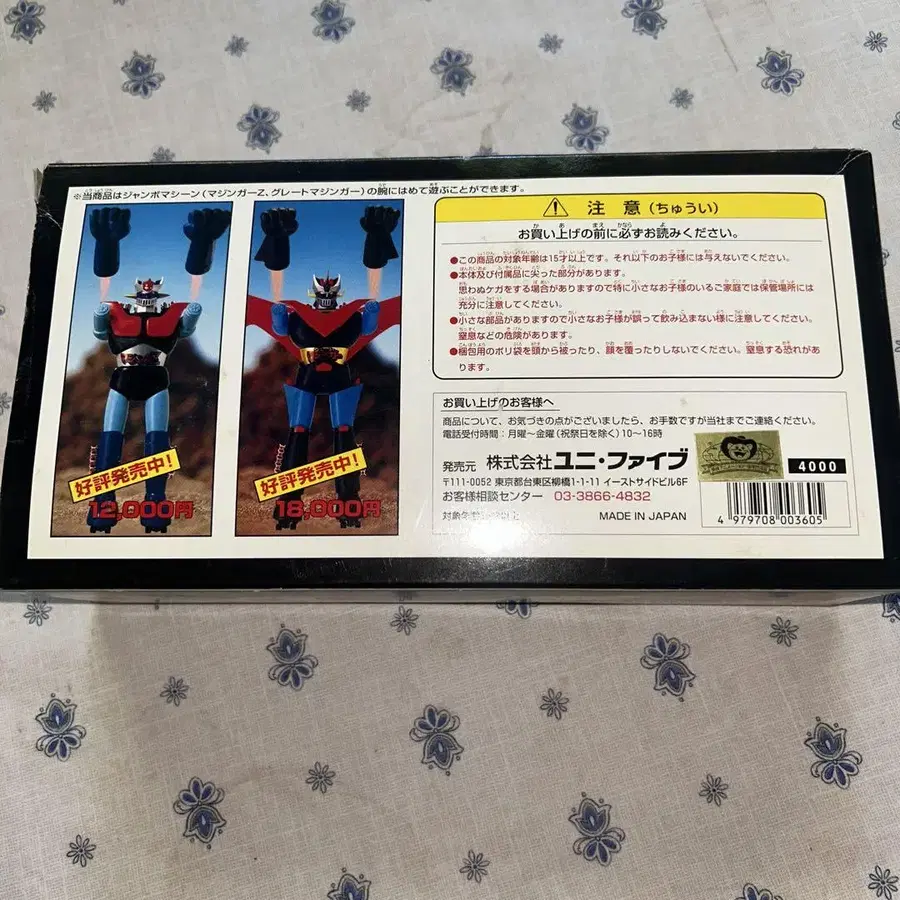 ※当商品はジャンボマシーン(マジンガーZ、グレートマジンガー)の腕にはめて遊ぶことができます。
好評発売中!
12,000円
好評発売中!
18,000円
注意(ちゅうい)
お買い上げの前に必ずお読みください。
●この商品の対象年齢は15才以上です。それ以下のお子様には与えないでください。
●本体及び付属品に尖った部分があります。
思わぬケガをする場合がありますので特に小さなお子様のいるご家庭では保管場所には
充分に注意してください。
●小さな部品がありますので小さなお子様が誤って飲み込まない様に注意してください。
窒息などの危険があります。
●梱包用のポリ袋を頭から被ったり、顔を覆ったりしないでください。窒息する恐れがあ
ります。
お買い上げのお客様へ
商品について、お気づきの点がございましたら、お手数ですが当社までご連絡ください。
電話受付時間:月曜~金曜(祝祭日を除く)10~16時
発売元 株式会社ユニ・ファイブ
〒111-0052 東京都台東区柳橋1-1-11 イーストサイドビル6F
お客様相談センター 03-3866-4832
対象年齢 以上 MADE IN JAPAN
4000
4 979708 003605